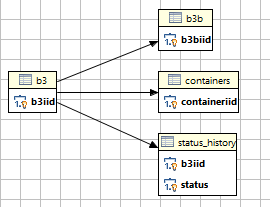 b3b
b3biid
b3
b3iid
containers
containeriid
status_history
b3iid
status